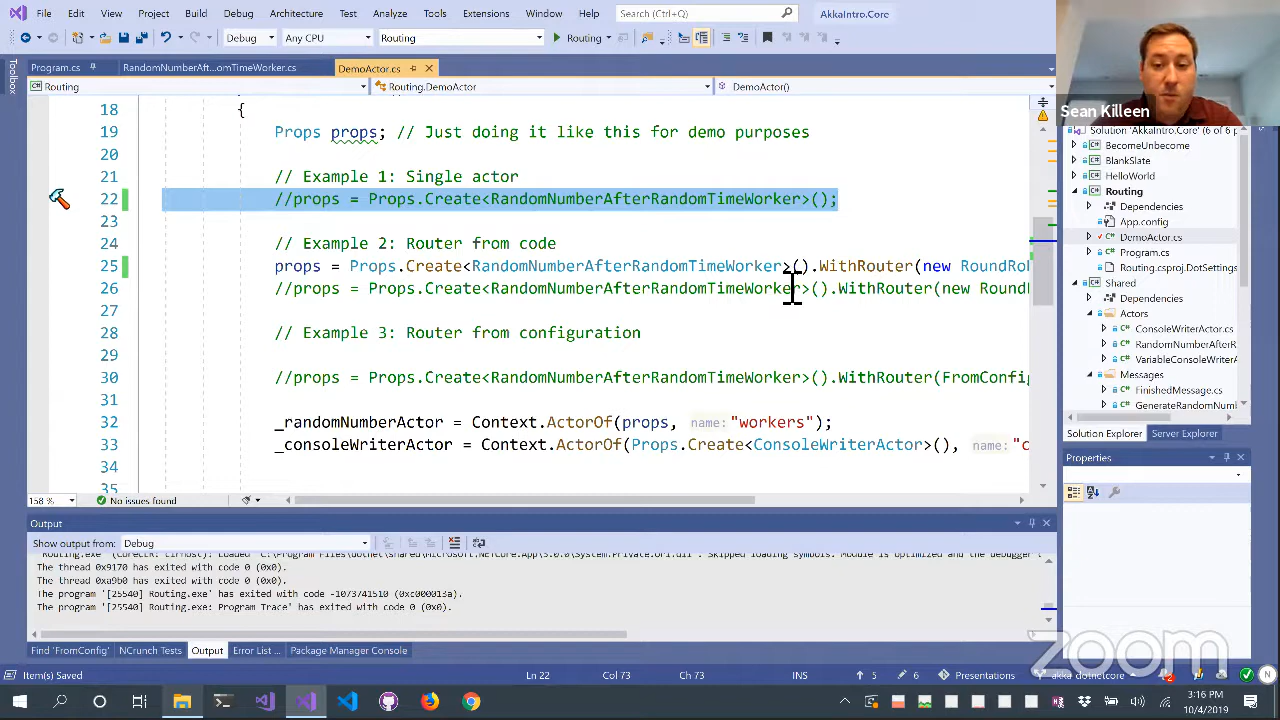 File Edit View Project Build Debug Architecture Test Analyze Tools Extensions Window Help Search (Ctrl+Q) AkkaIntro.Core
Debug Any CPU Routing Routing
Program.cs RandomNumberAft...omTimeWorker.cs DemoActor.cs
Routing Routing.DemoActor DemoActor()
Toolbox
Sean Killeen
18 {
19 Props props; // Just doing it like this for demo purposes
20
21 // Example 1: Single actor
22 //props = Props.Create<RandomNumberAfterRandomTimeWorker>();
23
24 // Example 2: Router from code
25 props = Props.Create<RandomNumberAfterRandomTimeWorker>().WithRouter(new RoundRo
26 //props = Props.Create<RandomNumberAfterRandomTimeWorker>().WithRouter(new Round
27
28 // Example 3: Router from configuration
29
30 //props = Props.Create<RandomNumberAfterRandomTimeWorker>().WithRouter(FromConfig
31
32 _randomNumberActor = Context.ActorOf(props, name: "workers");
33 _consoleWriterActor = Context.ActorOf(Props.Create<ConsoleWriterActor>(), name: "c
34
35
158 % No issues found
Solution 'AkkaIntro.Core' (6 of 6 p
BecomeUnbecome
BlankSlate
HelloWorld
Routing
Dependencies
App.config
DemoActor.cs
Program.cs
Routing.csproj.DotSettings
Shared
Dependencies
Actors
ConsoleWriterActor.cs
RandomNumberAfterR
VariableConsoleWriterA
Messages
FinishedMessage.cs
GenerateRandomNum
Solution Explorer Server Explorer
Properties
Output
Show output from: Debug
The thread 0x9170 has exited with code 0 (0x0).
The thread 0xa9b0 has exited with code 0 (0x0).
The program '[25540] Routing.exe' has exited with code -1073741510 (0xc000013a).
The program '[25540] Routing.exe: Program Trace' has exited with code 0 (0x0).
Find 'FromConfig' NCrunch Tests Output Error List ... Package Manager Console
zoom
Item(s) Saved Ln 22 Col 73 Ch 73 INS 5 6 Presentations akka dotnetcore 2 N
3:16 PM
10/4/2019